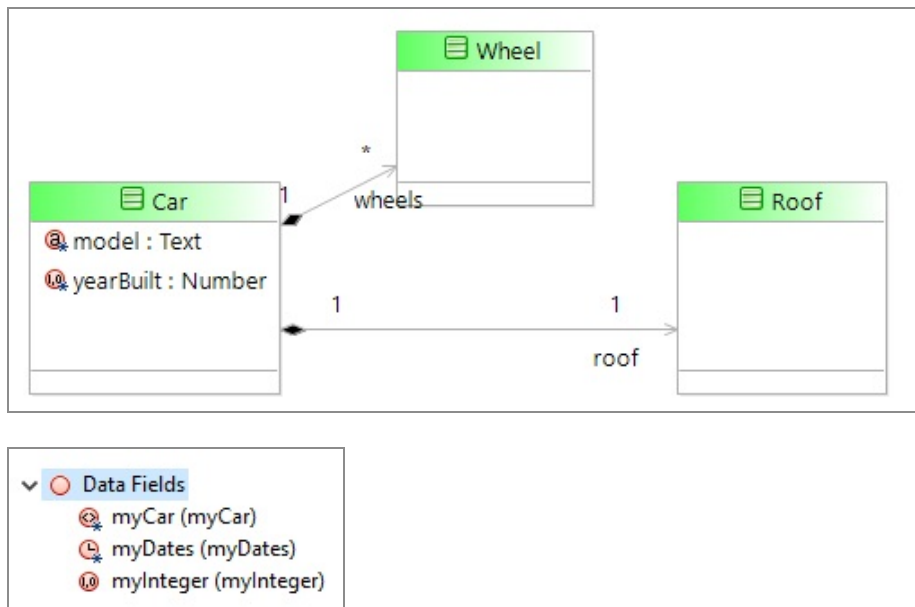 Wheel
*
1
wheels
Car
Roof
model : Text
yearBuilt : Number
1
1
roof
Data Fields
myCar (myCar)
myDates (myDates)
myInteger (myInteger)